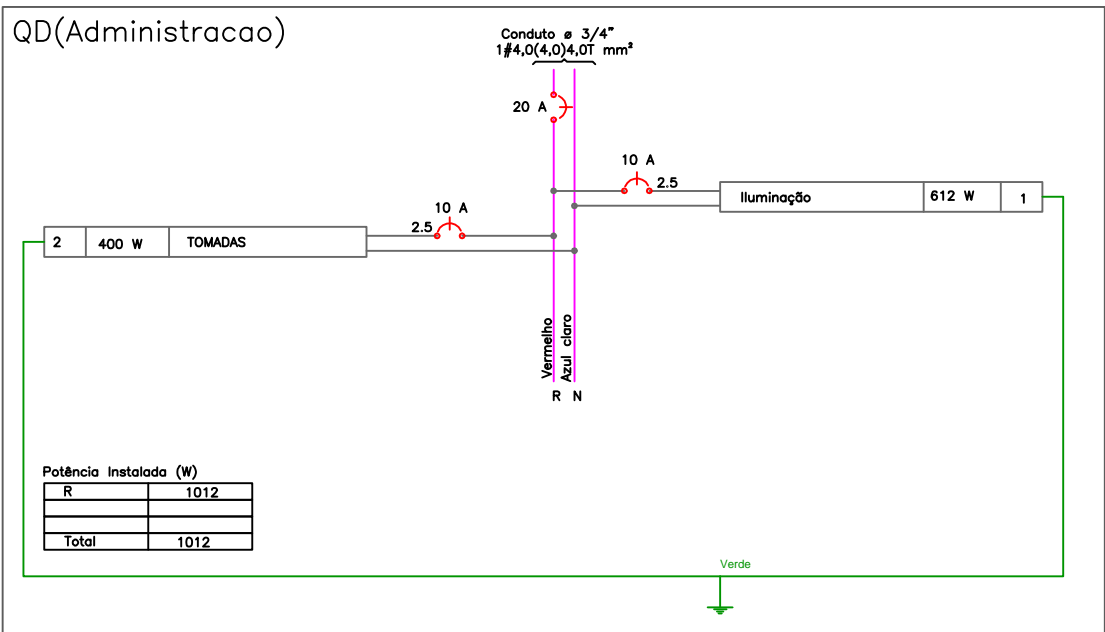 QD(Administracao)
Conduto ø 3/4"
1#4,0(4,0)4,0T mm²
20 A
10 A
2.5
Iluminação 612 W 1
10 A
2.5
2 400 W TOMADAS
Vermelho
Azul claro
R N
Potência Instalada (W)
R 1012
Total 1012
Verde